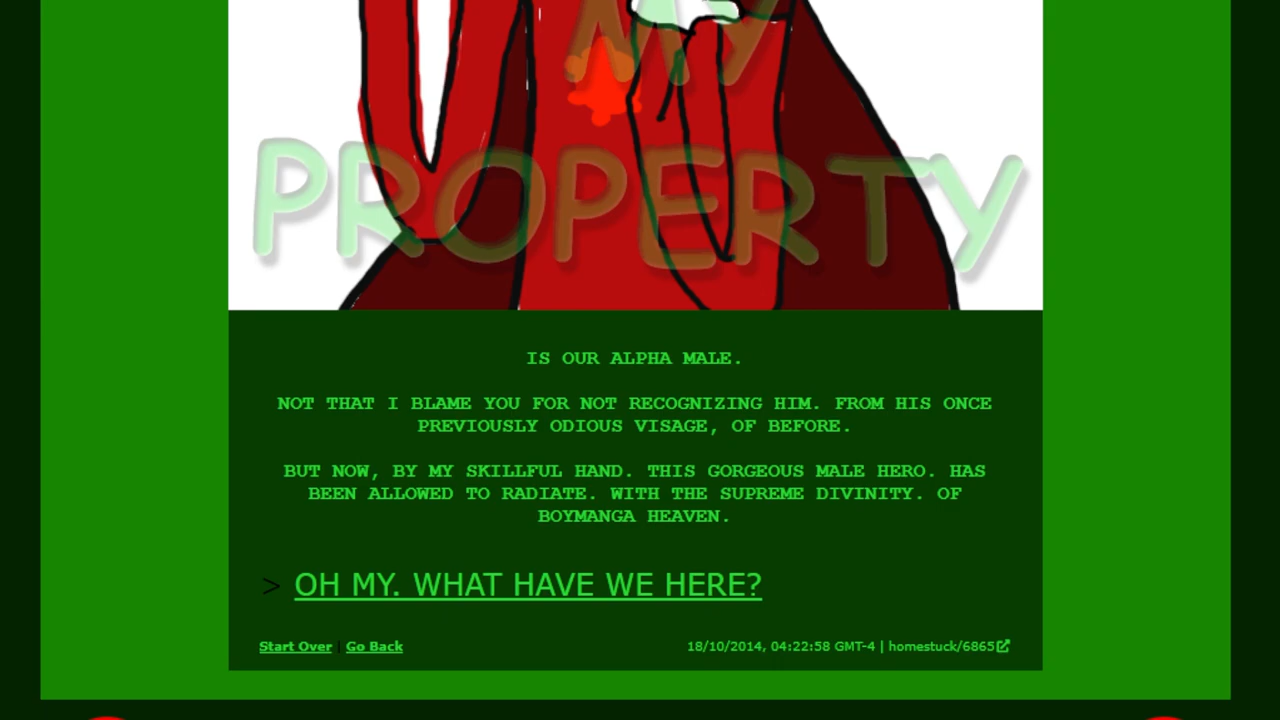 MY
PROPERTY
IS OUR ALPHA MALE.
NOT THAT I BLAME YOU FOR NOT RECOGNIZING HIM. FROM HIS ONCE
PREVIOUSLY ODIOUS VISAGE, OF BEFORE.
BUT NOW, BY MY SKILLFUL HAND. THIS GORGEOUS MALE HERO. HAS
BEEN ALLOWED TO RADIATE. WITH THE SUPREME DIVINITY. OF
BOYMANGA HEAVEN.
> OH MY. WHAT HAVE WE HERE?
Start Over | Go Back 18/10/2014, 04:22:58 GMT-4 | homestuck/6865